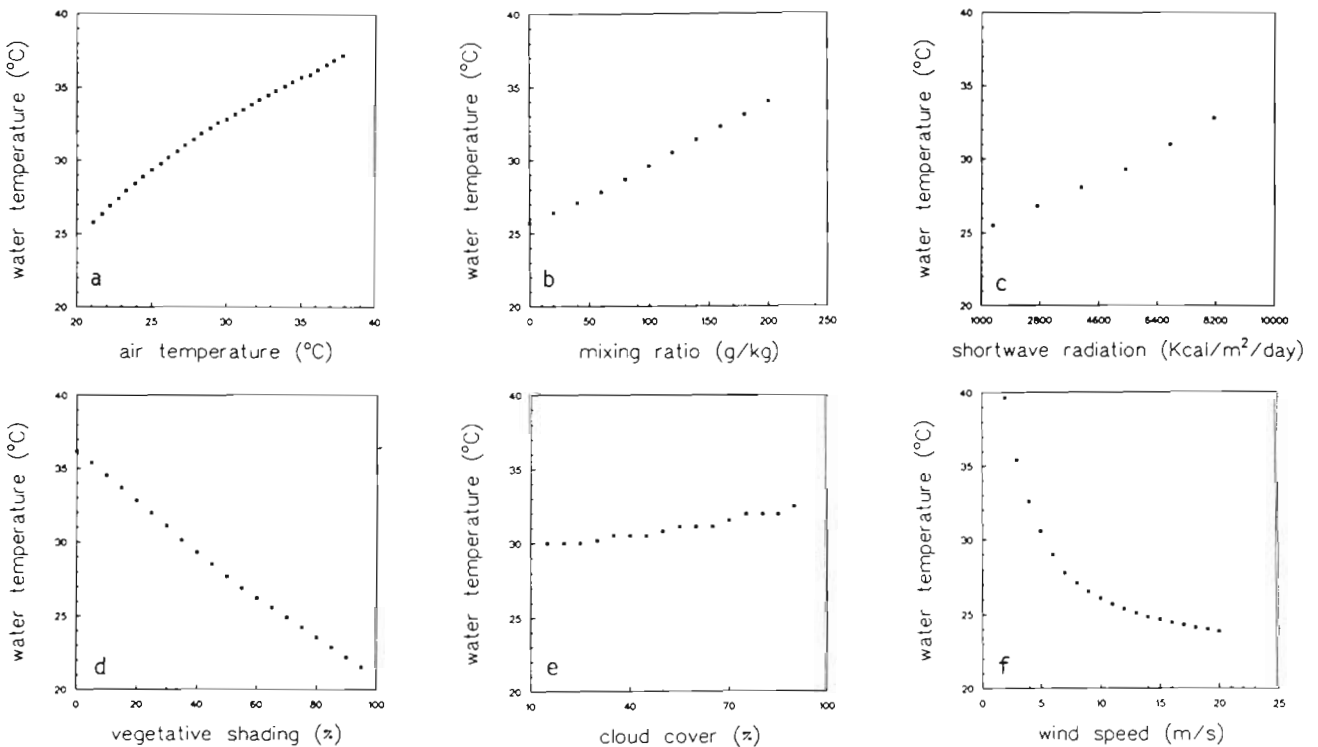 water temperature (°C)
40
35
30
25
20
a
20 25 30 35 40
air temperature (°C)
water temperature (°C)
40
35
30
25
20
b
0 50 100 150 200 250
mixing ratio (g/kg)
water temperature (°C)
40
35
30
25
20
c
1000 2800 4600 6400 8200 10000
shortwave radiation (Kcal/m²/day)
water temperature (°C)
40
35
30
25
20
d
0 20 40 60 80 100
vegetative shading (%)
water temperature (°C)
40
35
30
25
20
e
10 40 70 100
cloud cover (%)
water temperature (°C)
40
35
30
25
20
f
0 5 10 15 20 25
wind speed (m/s)